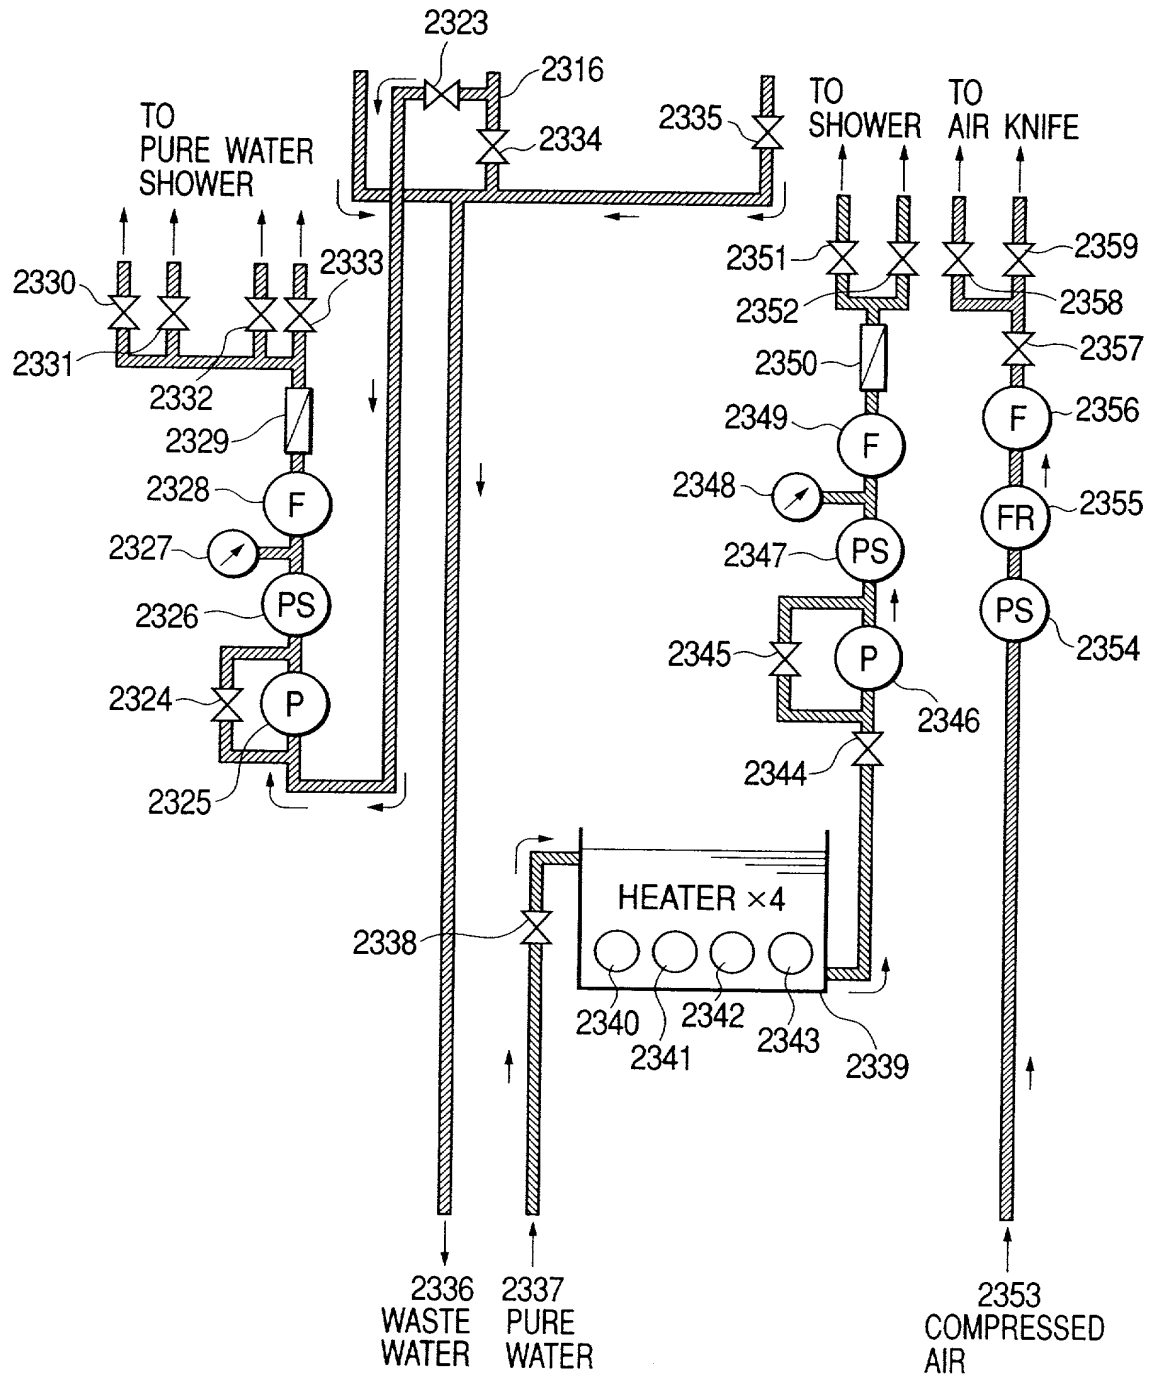 2323
2316
2334
2335
TO
PURE WATER
SHOWER
TO
SHOWER
TO
AIR KNIFE
2330
2331
2332
2333
2329
2328
F
2327
2326
PS
2324
P
2325
2351
2352
2350
2349
F
2348
2347
PS
2345
P
2346
2344
2359
2358
2357
2356
F
2355
FR
2354
PS
2338
HEATER ×4
2340
2341
2342
2343
2339
2336
WASTE
WATER
2337
PURE
WATER
2353
COMPRESSED
AIR